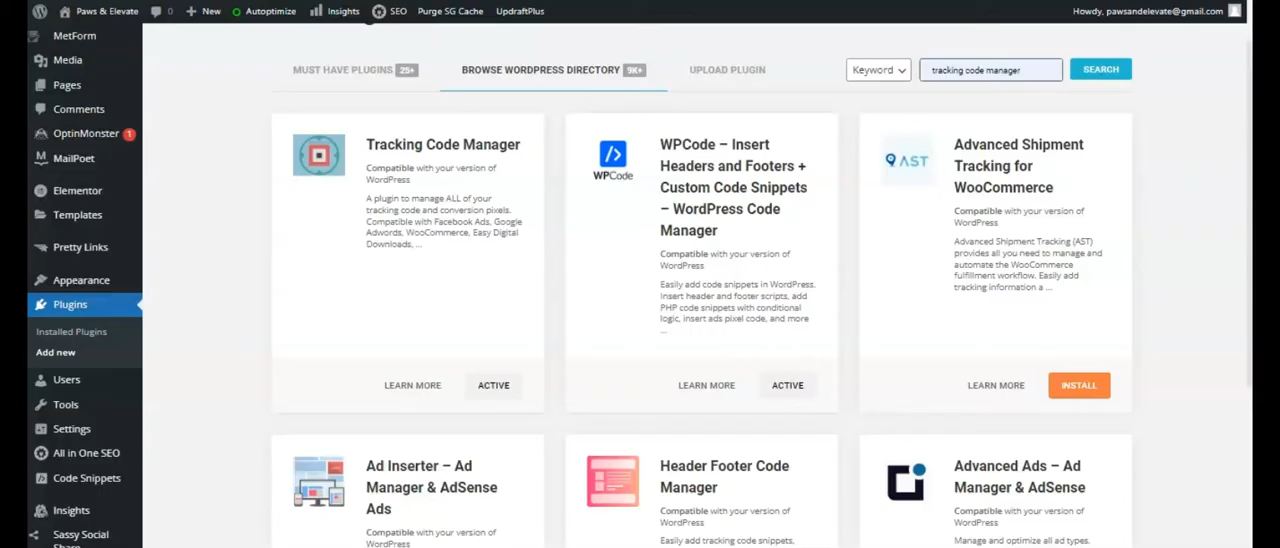 Paws & Elevate 0 New Autoptimize Insights SEO Purge SG Cache UpdraftPlus Howdy, pawsandelevate@gmail.com
MetForm
Media
Pages
Comments
OptinMonster 1
MailPoet
Elementor
Templates
Pretty Links
Appearance
Plugins
Installed Plugins
Add new
Users
Tools
Settings
All in One SEO
Code Snippets
Insights
Sassy Social
Share
MUST HAVE PLUGINS 25+ BROWSE WORDPRESS DIRECTORY 9K+ UPLOAD PLUGIN Keyword tracking code manager SEARCH
Tracking Code Manager
Compatible with your version of
WordPress
A plugin to manage ALL of your
tracking code and conversion pixels.
Compatible with Facebook Ads, Google
Adwords, WooCommerce, Easy Digital
Downloads, ...
LEARN MORE ACTIVE
WPCode
WPCode – Insert
Headers and Footers +
Custom Code Snippets
– WordPress Code
Manager
Compatible with your version of
WordPress
Easily add code snippets in WordPress.
Insert header and footer scripts, add
PHP code snippets with conditional
logic, insert ads pixel code, and more
...
LEARN MORE ACTIVE
AST
Advanced Shipment
Tracking for
WooCommerce
Compatible with your version of
WordPress
Advanced Shipment Tracking (AST)
provides all you need to manage and
automate the WooCommerce
fulfillment workflow. Easily add
tracking information a ...
LEARN MORE INSTALL
Ad Inserter – Ad
Manager & AdSense
Ads
Compatible with your version of
WordPress
Header Footer Code
Manager
Compatible with your version of
WordPress
Easily add tracking code snippets,
Advanced Ads – Ad
Manager & AdSense
Compatible with your version of
WordPress
Manage and optimize all ad types.